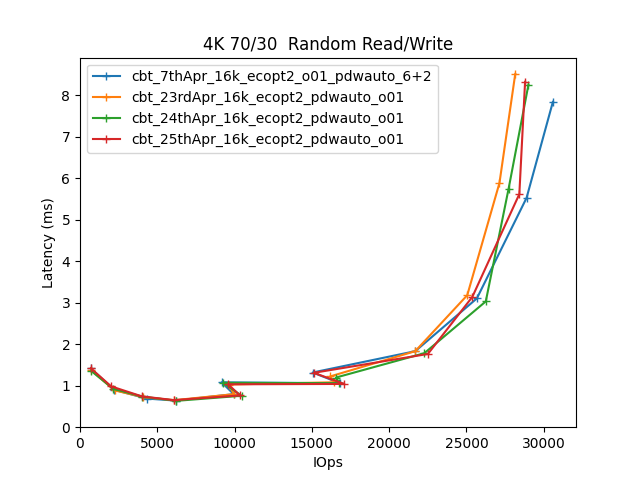 4K 70/30  Random Read/Write
cbt_7thApr_16k_ecopt2_o01_pdwauto_6+2
cbt_23rdApr_16k_ecopt2_pdwauto_o01
cbt_24thApr_16k_ecopt2_pdwauto_o01
cbt_25thApr_16k_ecopt2_pdwauto_o01
Latency (ms)
8
7
6
5
4
3
2
1
0
0 5000 10000 15000 20000 25000 30000
IOps